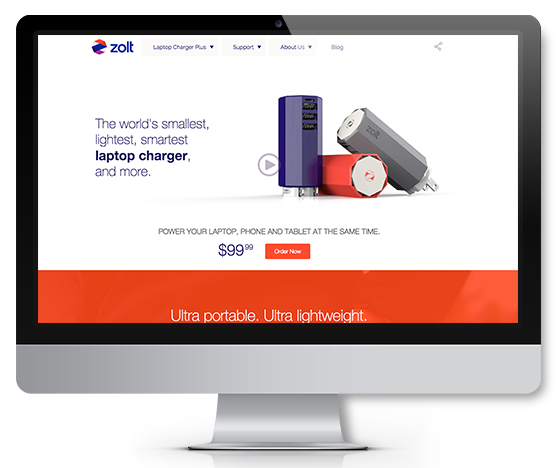 zolt
Laptop Charger Plus
Support
About Us
Blog
The world's smallest,
lightest, smartest
laptop charger,
and more.
zolt
POWER YOUR LAPTOP, PHONE AND TABLET AT THE SAME TIME.
$99.99
Order Now
Ultra portable. Ultra lightweight.